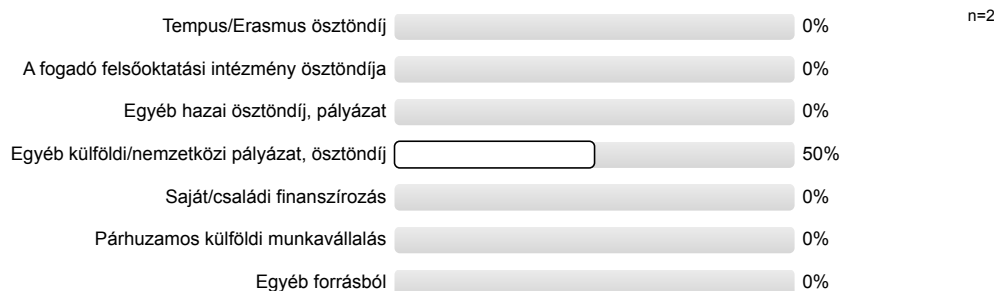 Tempus/Erasmus ösztöndíj 0% n=2
A fogadó felsőoktatási intézmény ösztöndíja 0%
Egyéb hazai ösztöndíj, pályázat 0%
Egyéb külföldi/nemzetközi pályázat, ösztöndíj 50%
Saját/családi finanszírozás 0%
Párhuzamos külföldi munkavállalás 0%
Egyéb forrásból 0%